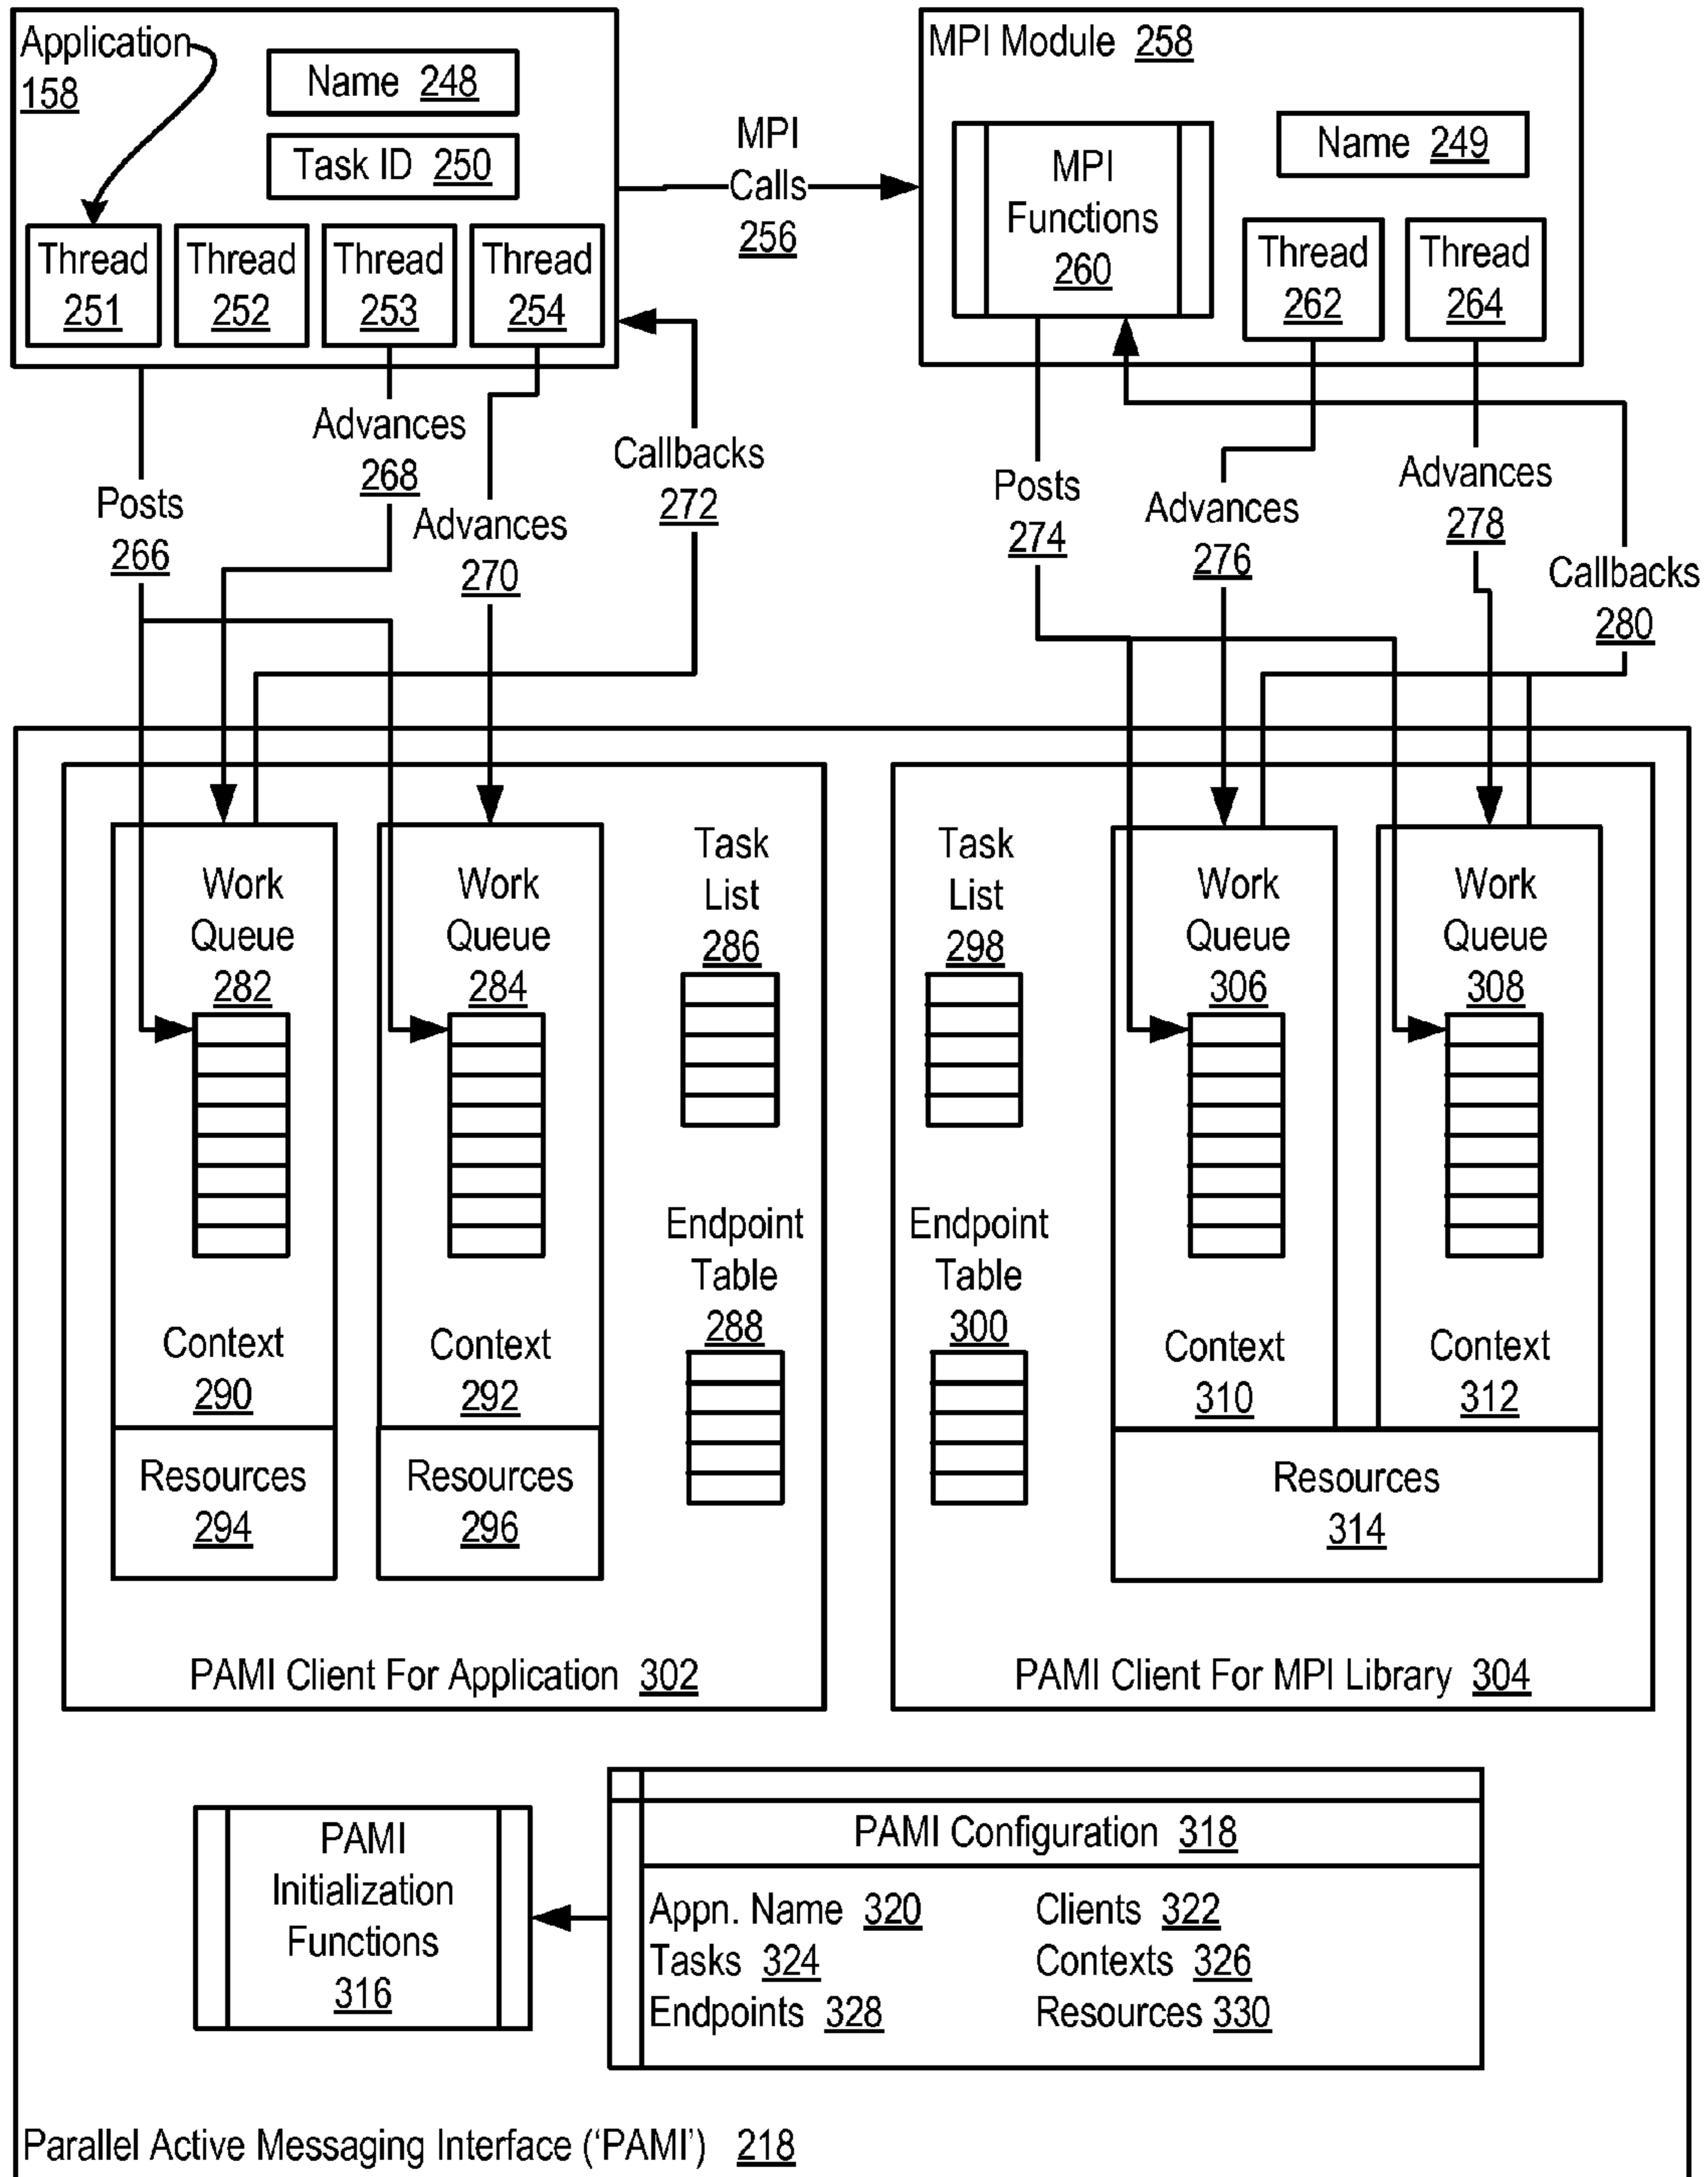 Application
158
Name 248
Task ID 250
Thread
251
Thread
252
Thread
253
Thread
254
MPI
Calls
256
MPI Module 258
MPI
Functions
260
Name 249
Thread
262
Thread
264
Posts
266
Advances
268
Advances
270
Callbacks
272
Posts
274
Advances
276
Advances
278
Callbacks
280
Work
Queue
282
Context
290
Resources
294
Work
Queue
284
Context
292
Resources
296
Task
List
286
Endpoint
Table
288
PAMI Client For Application 302
Task
List
298
Endpoint
Table
300
Work
Queue
306
Context
310
Work
Queue
308
Context
312
Resources
314
PAMI Client For MPI Library 304
PAMI
Initialization
Functions
316
PAMI Configuration 318
Appn. Name 320 Clients 322
Tasks 324 Contexts 326
Endpoints 328 Resources 330
Parallel Active Messaging Interface (‘PAMI’) 218